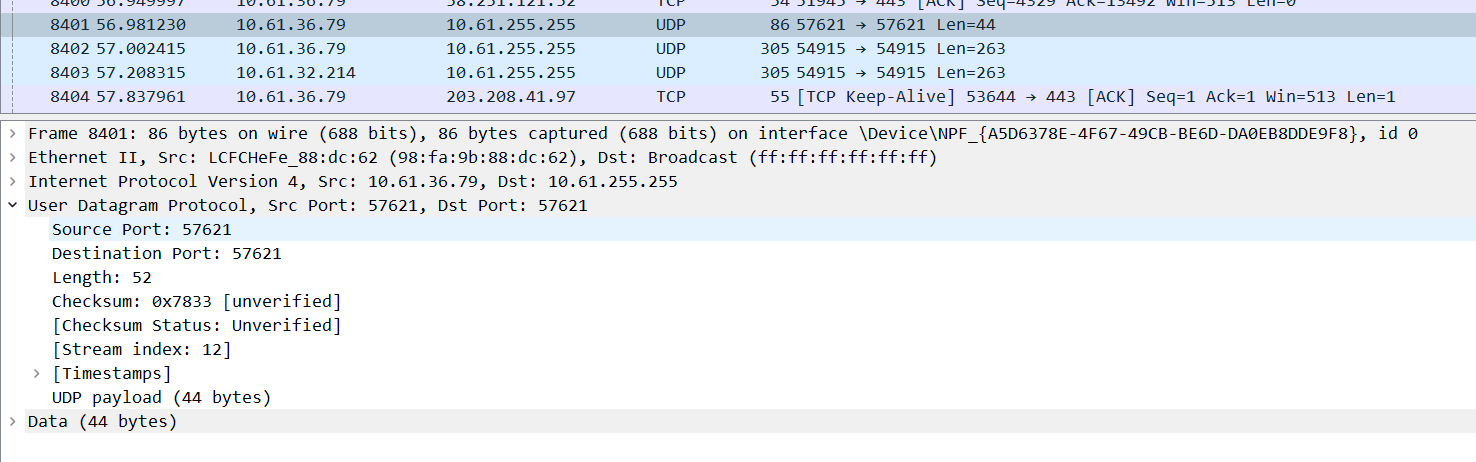 8400 56.949997 10.61.36.79 58.251.121.52 TCP 54 51945 → 443 [ACK] Seq=4329 Ack=13492 Win=513 Len=0
8401 56.981230 10.61.36.79 10.61.255.255 UDP 86 57621 → 57621 Len=44
8402 57.002415 10.61.36.79 10.61.255.255 UDP 305 54915 → 54915 Len=263
8403 57.208315 10.61.32.214 10.61.255.255 UDP 305 54915 → 54915 Len=263
8404 57.837961 10.61.36.79 203.208.41.97 TCP 55 [TCP Keep-Alive] 53644 → 443 [ACK] Seq=1 Ack=1 Win=513 Len=1
Frame 8401: 86 bytes on wire (688 bits), 86 bytes captured (688 bits) on interface \Device\NPF_{A5D6378E-4F67-49CB-BE6D-DA0EB8DDE9F8}, id 0
Ethernet II, Src: LCFCHeFe_88:dc:62 (98:fa:9b:88:dc:62), Dst: Broadcast (ff:ff:ff:ff:ff:ff)
Internet Protocol Version 4, Src: 10.61.36.79, Dst: 10.61.255.255
User Datagram Protocol, Src Port: 57621, Dst Port: 57621
Source Port: 57621
Destination Port: 57621
Length: 52
Checksum: 0x7833 [unverified]
[Checksum Status: Unverified]
[Stream index: 12]
[Timestamps]
UDP payload (44 bytes)
Data (44 bytes)